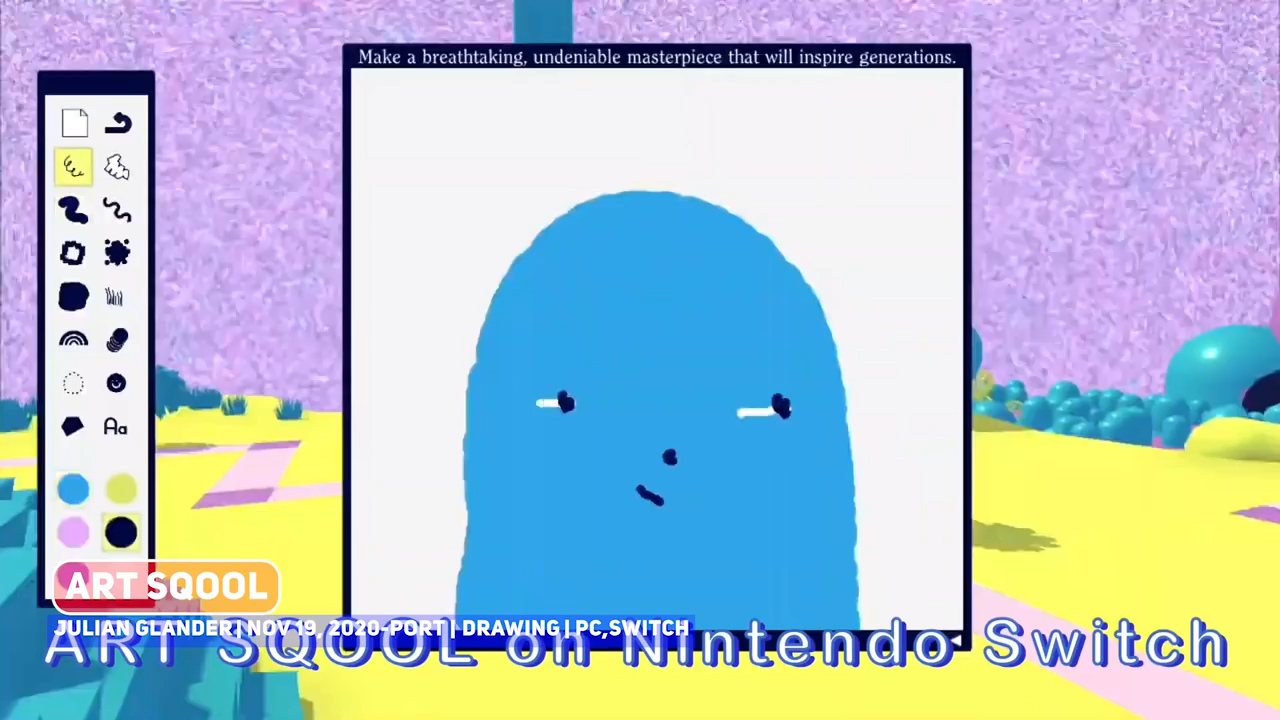 Make a breathtaking, undeniable masterpiece that will inspire generations.
Aa
ART SQOOL
JULIAN GLANDER| NOV 19, 2020-PORT | DRAWING | PC,SWITCH
ART SQOOL on Nintendo Switch